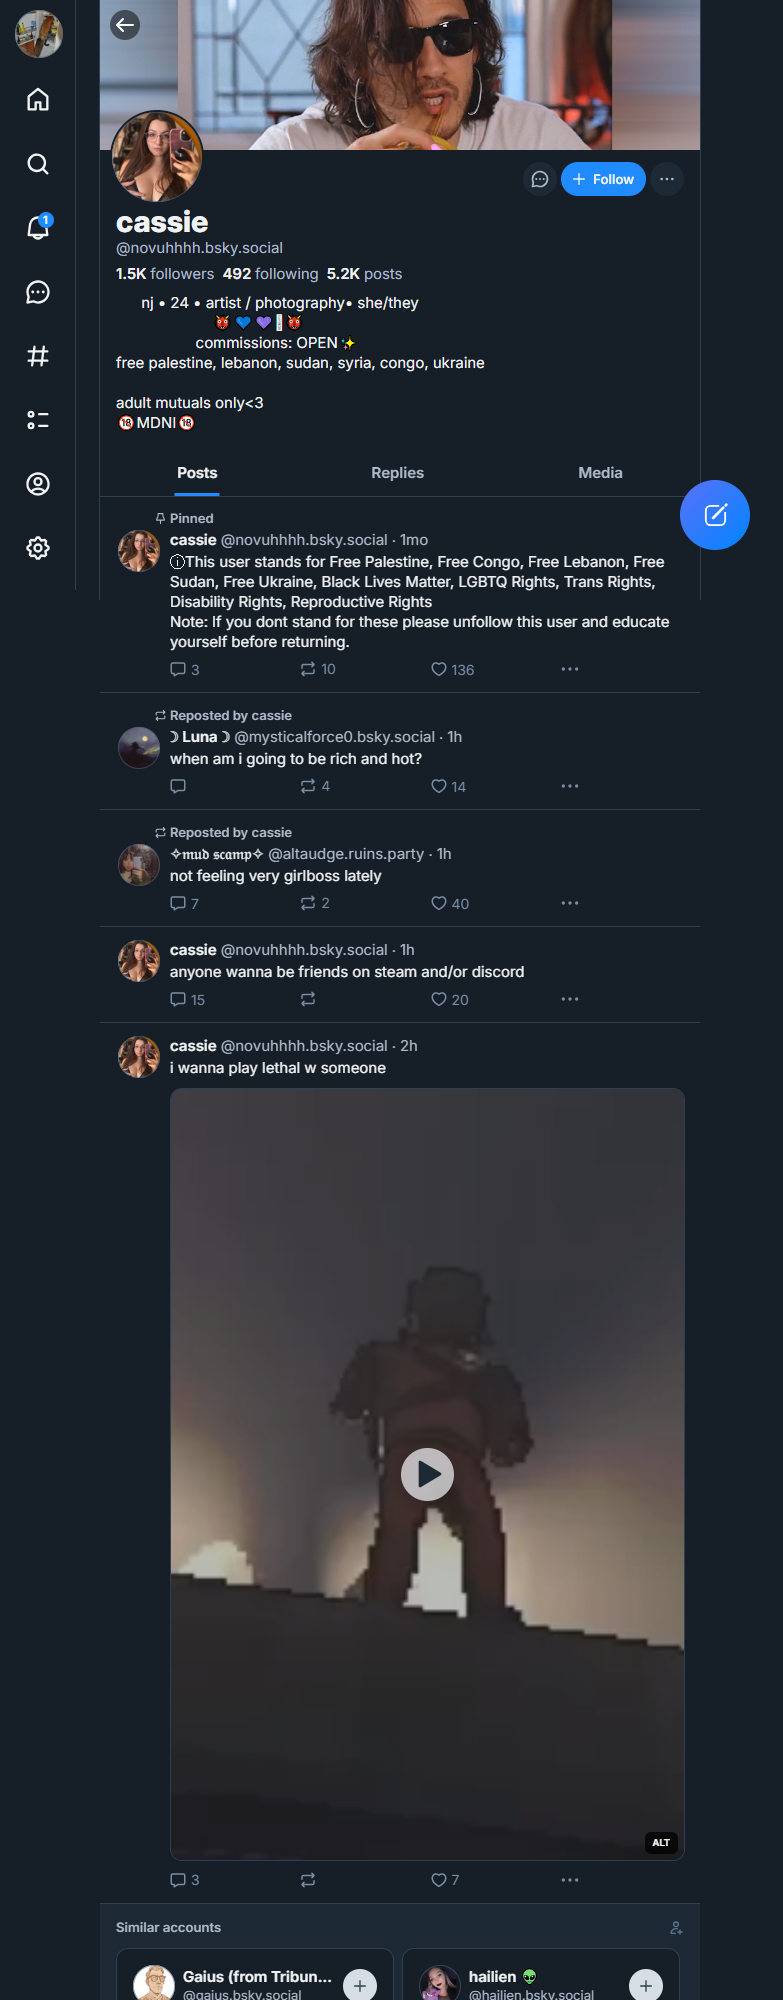 1
Follow
cassie
@novuhhhh.bsky.social
1.5K followers 492 following 5.2K posts
nj • 24 • artist / photography• she/they
commissions: OPEN✨
free palestine, lebanon, sudan, syria, congo, ukraine
adult mutuals only<3
🔞MDNI🔞
Posts Replies Media
Pinned
cassie @novuhhhh.bsky.social · 1mo
ⓘThis user stands for Free Palestine, Free Congo, Free Lebanon, Free
Sudan, Free Ukraine, Black Lives Matter, LGBTQ Rights, Trans Rights,
Disability Rights, Reproductive Rights
Note: If you dont stand for these please unfollow this user and educate
yourself before returning.
3 10 136
Reposted by cassie
☽ Luna ☽ @mysticalforce0.bsky.social · 1h
when am i going to be rich and hot?
4 14
Reposted by cassie
✧𝔪𝔲𝔡 𝔰𝔠𝔞𝔪𝔭✧ @altaudge.ruins.party · 1h
not feeling very girlboss lately
7 2 40
cassie @novuhhhh.bsky.social · 1h
anyone wanna be friends on steam and/or discord
15 20
cassie @novuhhhh.bsky.social · 2h
i wanna play lethal w someone
ALT
3 7
Similar accounts
Gaius (from Tribun... hailien 👽
@gaius.bsky.social @hailien.bsky.social